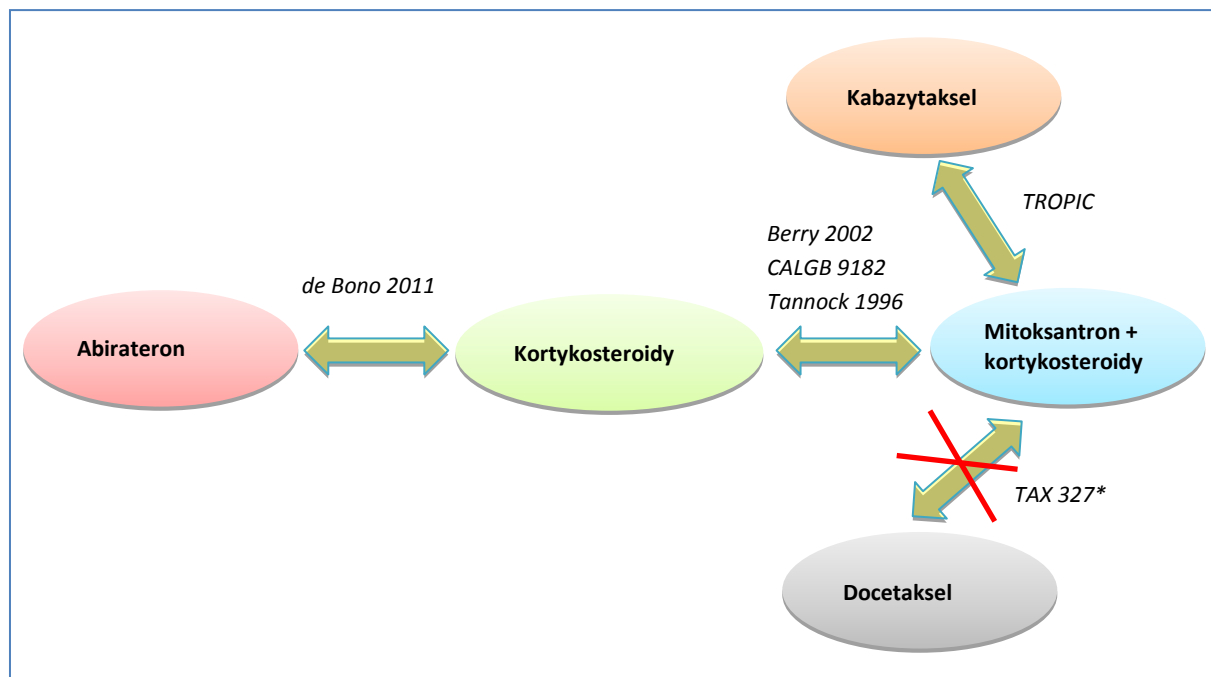 Kabazytaksel
TROPIC
Berry 2002
CALGB 9182
Tannock 1996
de Bono 2011
Abirateron
Kortykosteroidy
Mitoksantron +
kortykosteroidy
TAX 327*
Docetaksel